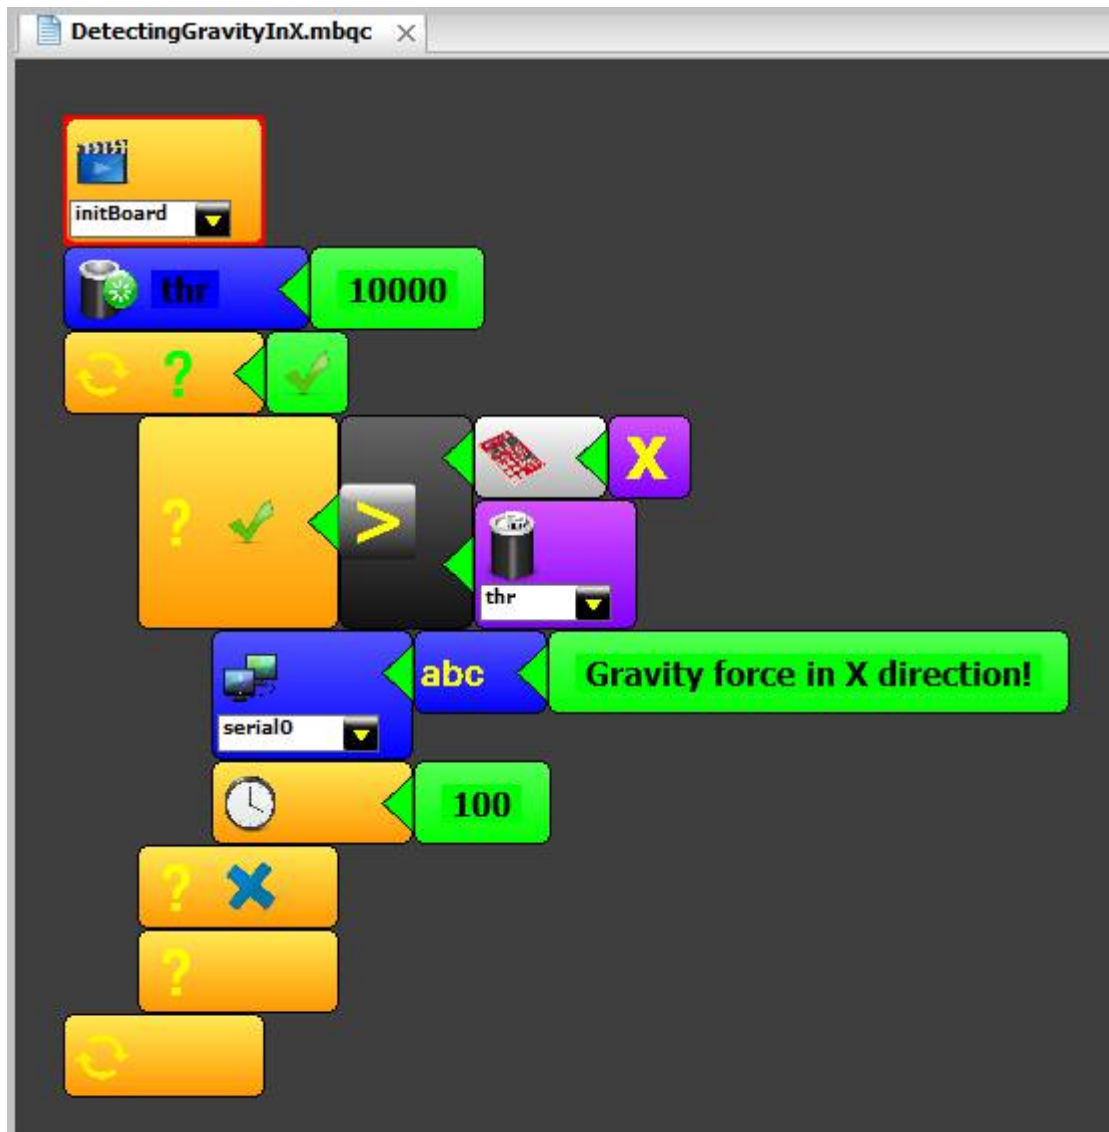 DetectingGravityInX.mbqc
initBoard
thr 10000
?
? > X
thr
abc Gravity force in X direction!
serial0
100
?
?